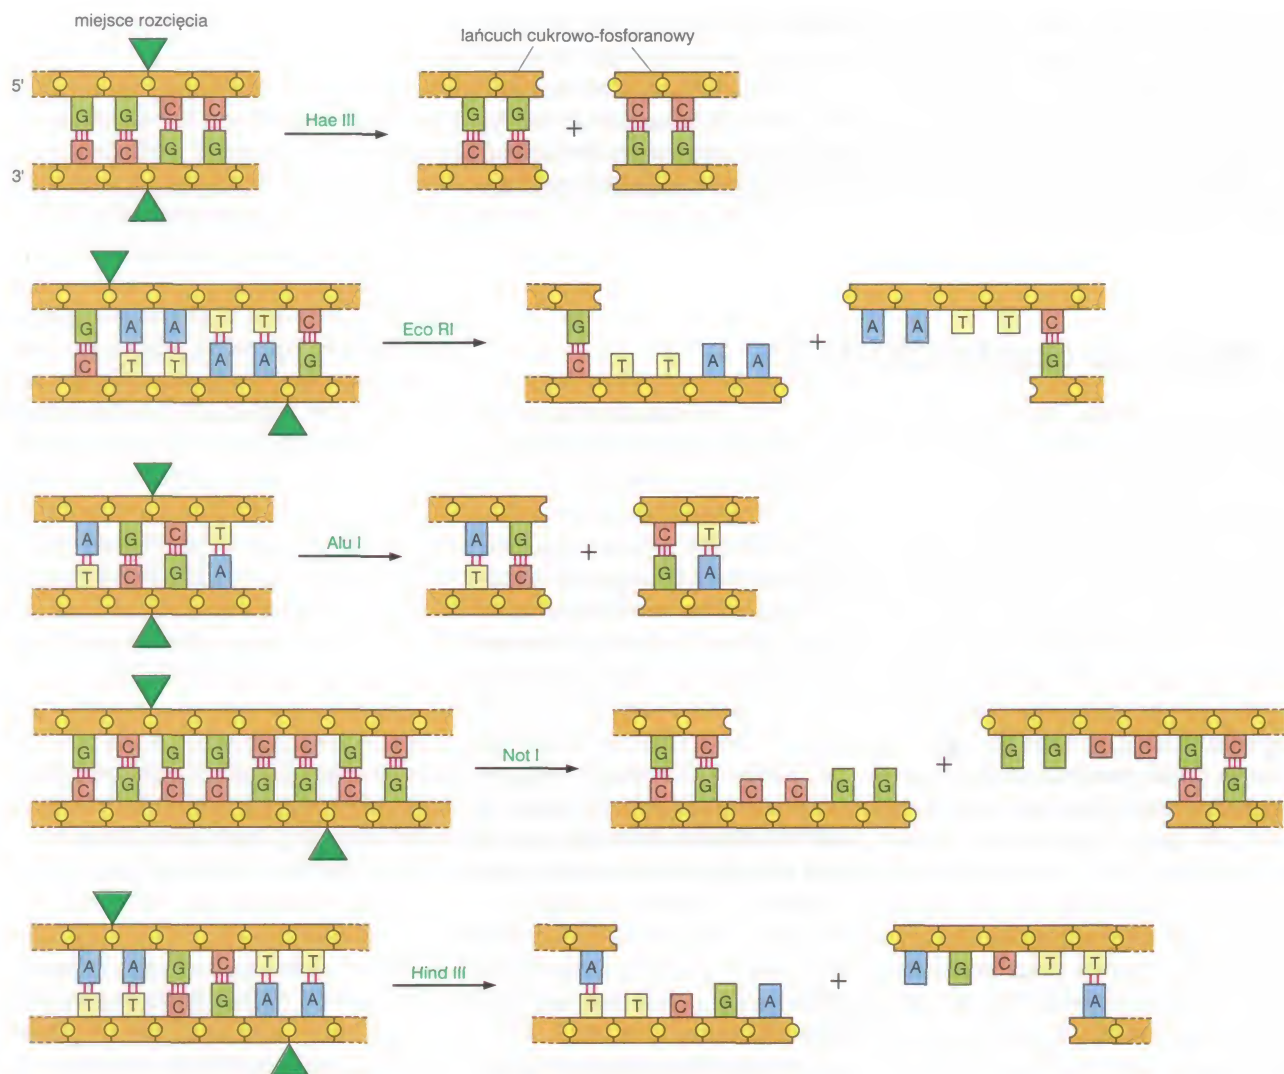 miejsce rozcięcia
łańcuch cukrowo-fosforanowy
5'
G G C C
C C G G
3'
Hae III
G G
C C
+
C C
G G
G A A T T C
C T T A A G
Eco RI
G
C T T A A
+
A A T T C
G
A G C T
T C G A
Alu I
A G
T C
+
C T
G A
G C G G C C G C
C G C C G G C G
Not I
G C
C G C C G G
+
G G C C G C
C G
A A G C T T
T T C G A A
Hind III
A
T T C G A
+
A G C T T
A